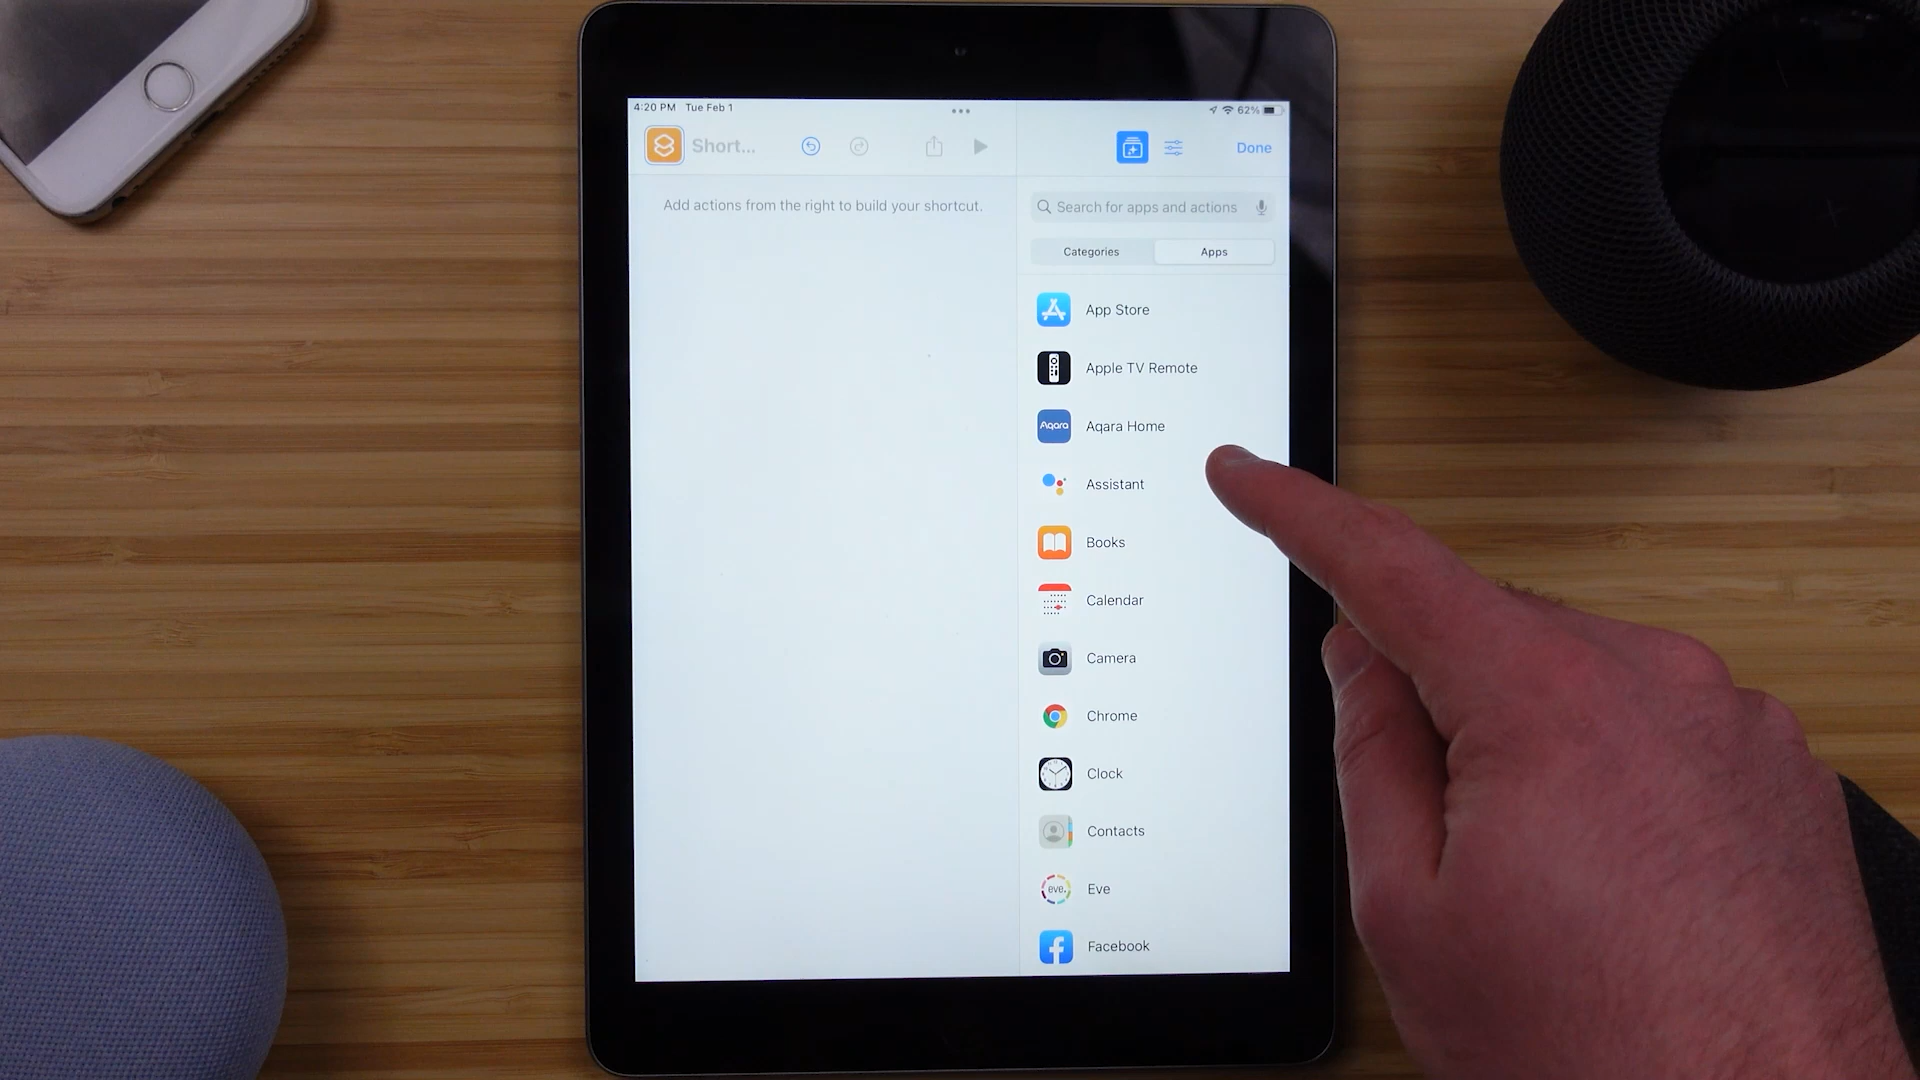 4:20 PM Tue Feb 1
62%
Short...
Done
Add actions from the right to build your shortcut.
Search for apps and actions
Categories
Apps
App Store
Apple TV Remote
Aqara
Aqara Home
Assistant
Books
Calendar
Camera
Chrome
Clock
Contacts
eve.
Eve
Facebook